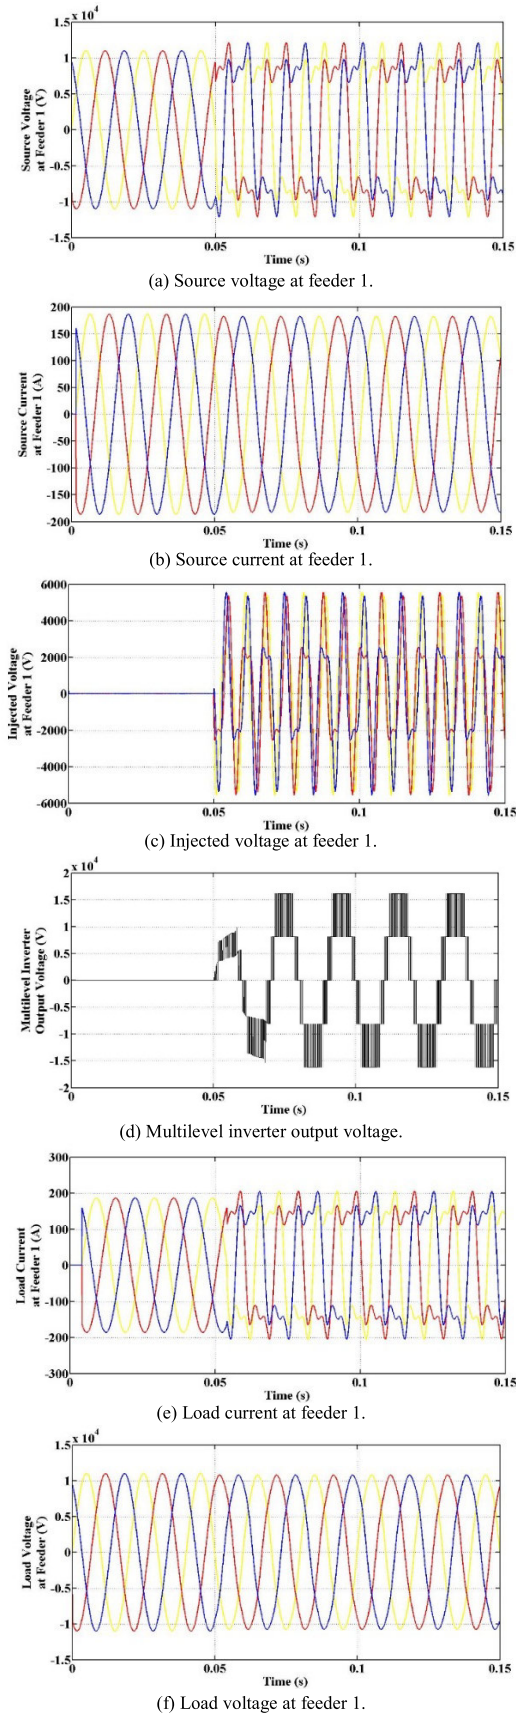 x 10⁴
1.5
1
0.5
0
-0.5
-1
-1.5
Source Voltage
at Feeder 1 (V)
0 0.05 0.1 0.15
Time (s)
(a) Source voltage at feeder 1.
200
150
100
50
0
-50
-100
-150
-200
Source Current
at Feeder 1 (A)
0 0.05 0.1 0.15
Time (s)
(b) Source current at feeder 1.
6000
4000
2000
0
-2000
-4000
-6000
Injected Voltage
at Feeder 1 (V)
0 0.05 0.1 0.15
Time (s)
(c) Injected voltage at feeder 1.
x 10⁴
2
1.5
1
0.5
0
-0.5
-1
-1.5
-2
Multilevel Inverter
Output Voltage (V)
0 0.05 0.1 0.15
Time (s)
(d) Multilevel inverter output voltage.
300
200
100
0
-100
-200
-300
Load Current
at Feeder 1 (A)
0 0.05 0.1 0.15
Time (s)
(e) Load current at feeder 1.
x 10⁴
1.5
1
0.5
0
-0.5
-1
-1.5
Load Voltage
at Feeder (V)
0 0.05 0.1 0.15
Time (s)
(f) Load voltage at feeder 1.